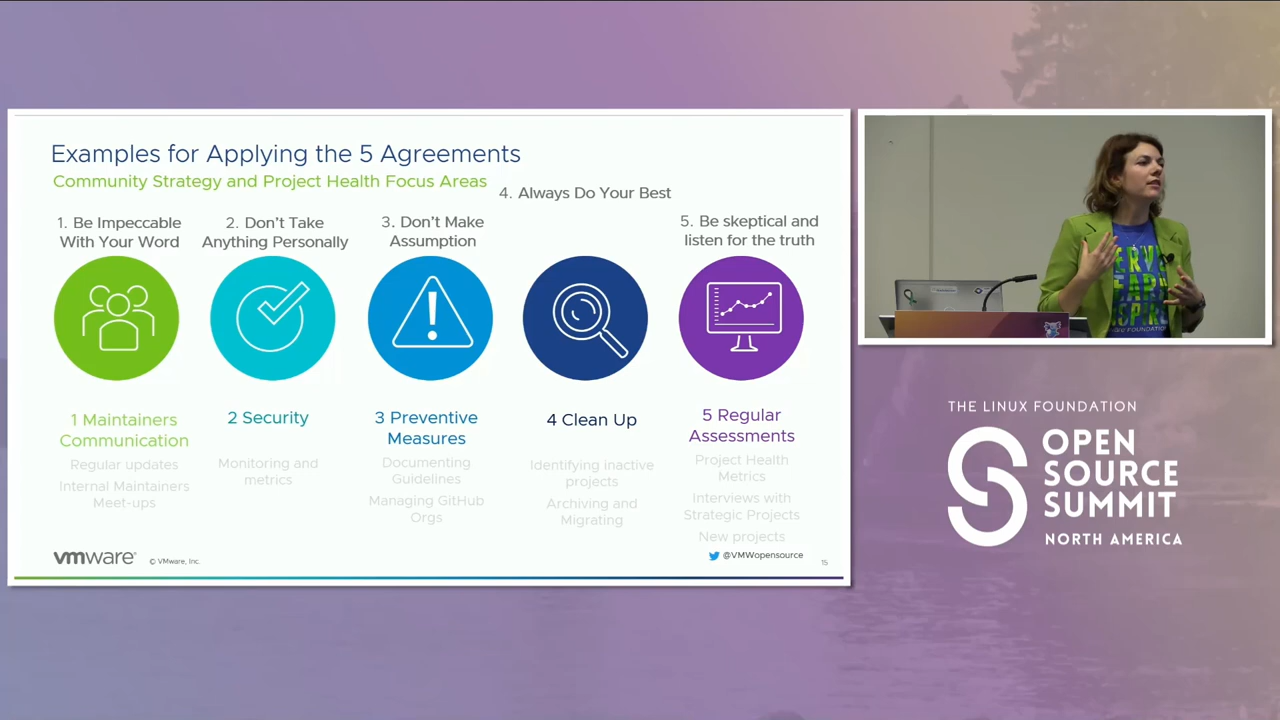 Examples for Applying the 5 Agreements
Community Strategy and Project Health Focus Areas
1. Be Impeccable
With Your Word
2. Don't Take
Anything Personally
3. Don't Make
Assumption
4. Always Do Your Best
5. Be skeptical and
listen for the truth
1 Maintainers
Communication
Regular updates
Internal Maintainers
Meet-ups
2 Security
Monitoring and
metrics
3 Preventive
Measures
Documenting
Guidelines
Managing GitHub
Orgs
4 Clean Up
Identifying inactive
projects
Archiving and
Migrating
5 Regular
Assessments
Project Health
Metrics
Interviews with
Strategic Projects
New projects
vmware®
© VMware, Inc.
@VMWopensource
15
THE LINUX FOUNDATION
OPEN
SOURCE
SUMMIT
NORTH AMERICA